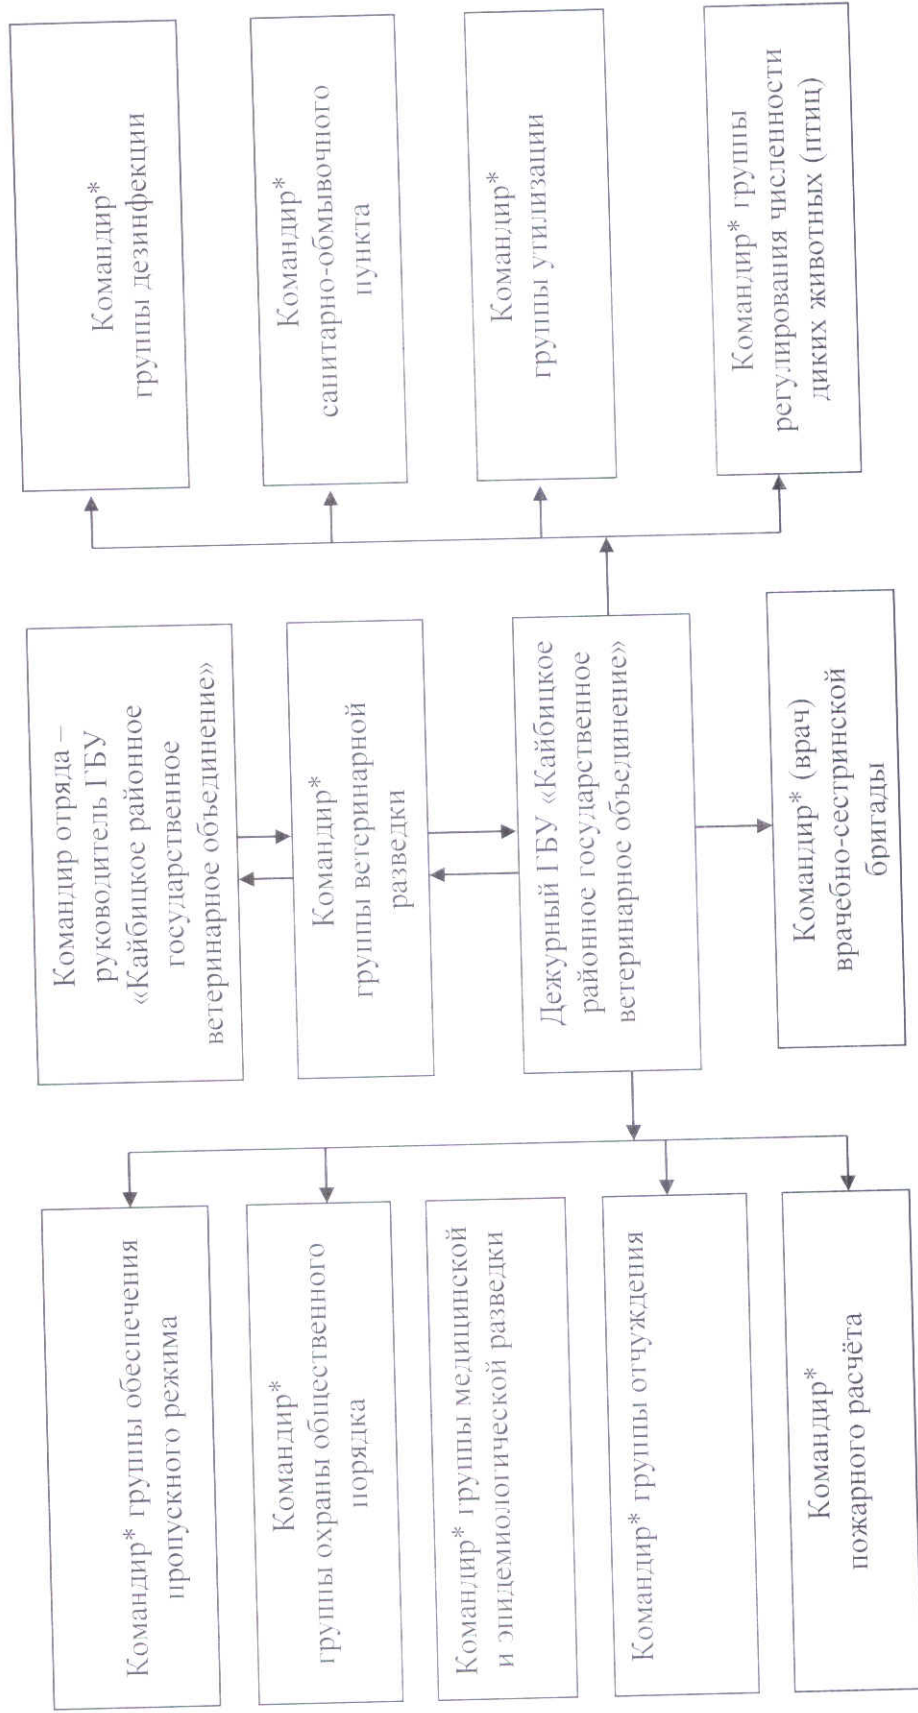 Командир* группы обеспечения
пропускного режима
Командир*
группы охраны общественного
порядка
Командир* группы медицинской
и эпидемиологической разведки
Командир* группы отчуждения
Командир*
пожарного расчёта
Командир отряда –
руководитель ГБУ
«Кайбицкое районное
государственное
ветеринарное объединение»
Командир*
группы ветеринарной
разведки
Дежурный ГБУ «Кайбицкое
районное государственное
ветеринарное объединение»
Командир* (врач)
врачебно-сестринской
бригады
Командир*
группы дезинфекции
Командир*
санитарно-обмывочного
пункта
Командир*
группы утилизации
Командир* группы
регулирования численности
диких животных (птиц)